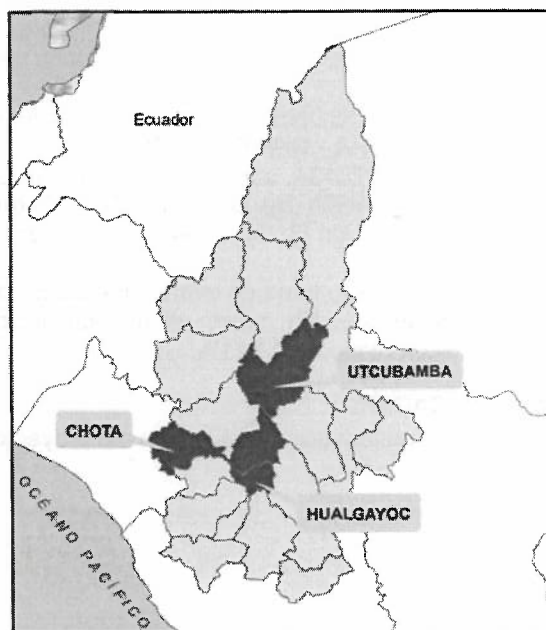 Ecuador
UTCUBAMBA
CHOTA
HUALGAYOC
OCÉANO PACÍFICO